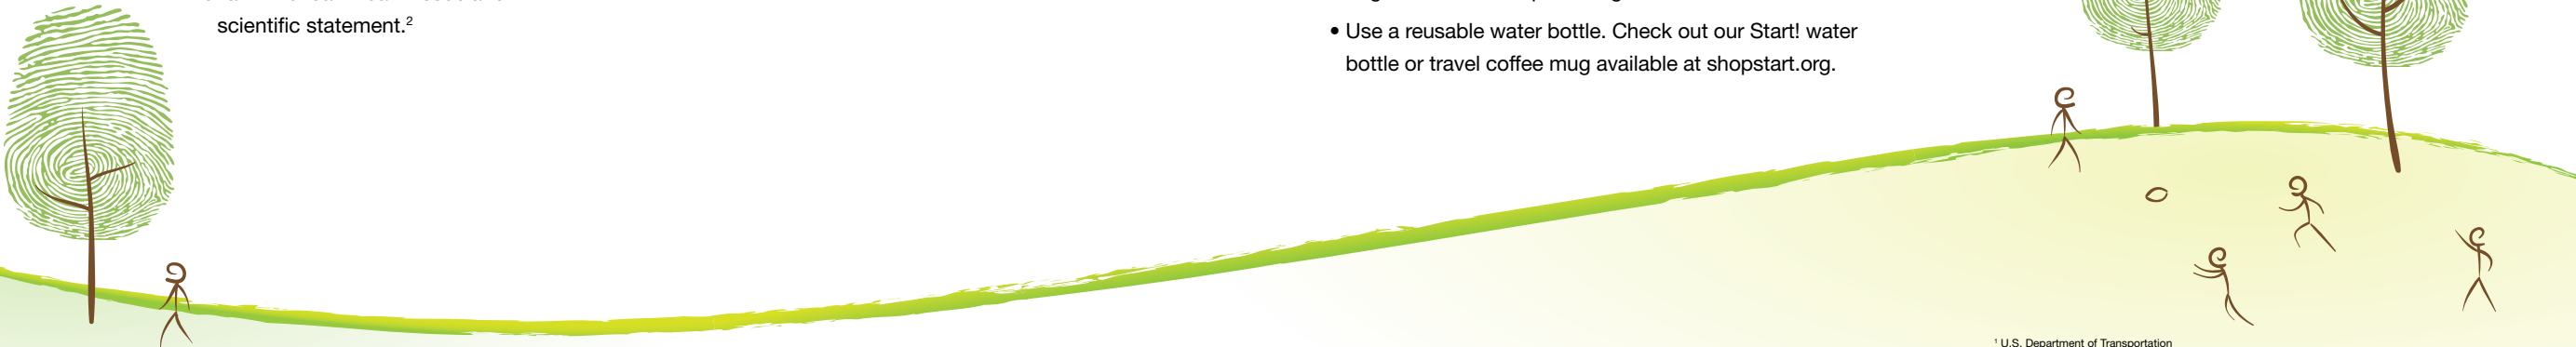 scientific statement.2
• Use a reusable water bottle. Check out our Start! water
bottle or travel coffee mug available at shopstart.org.
1 U.S. Department of Transportation